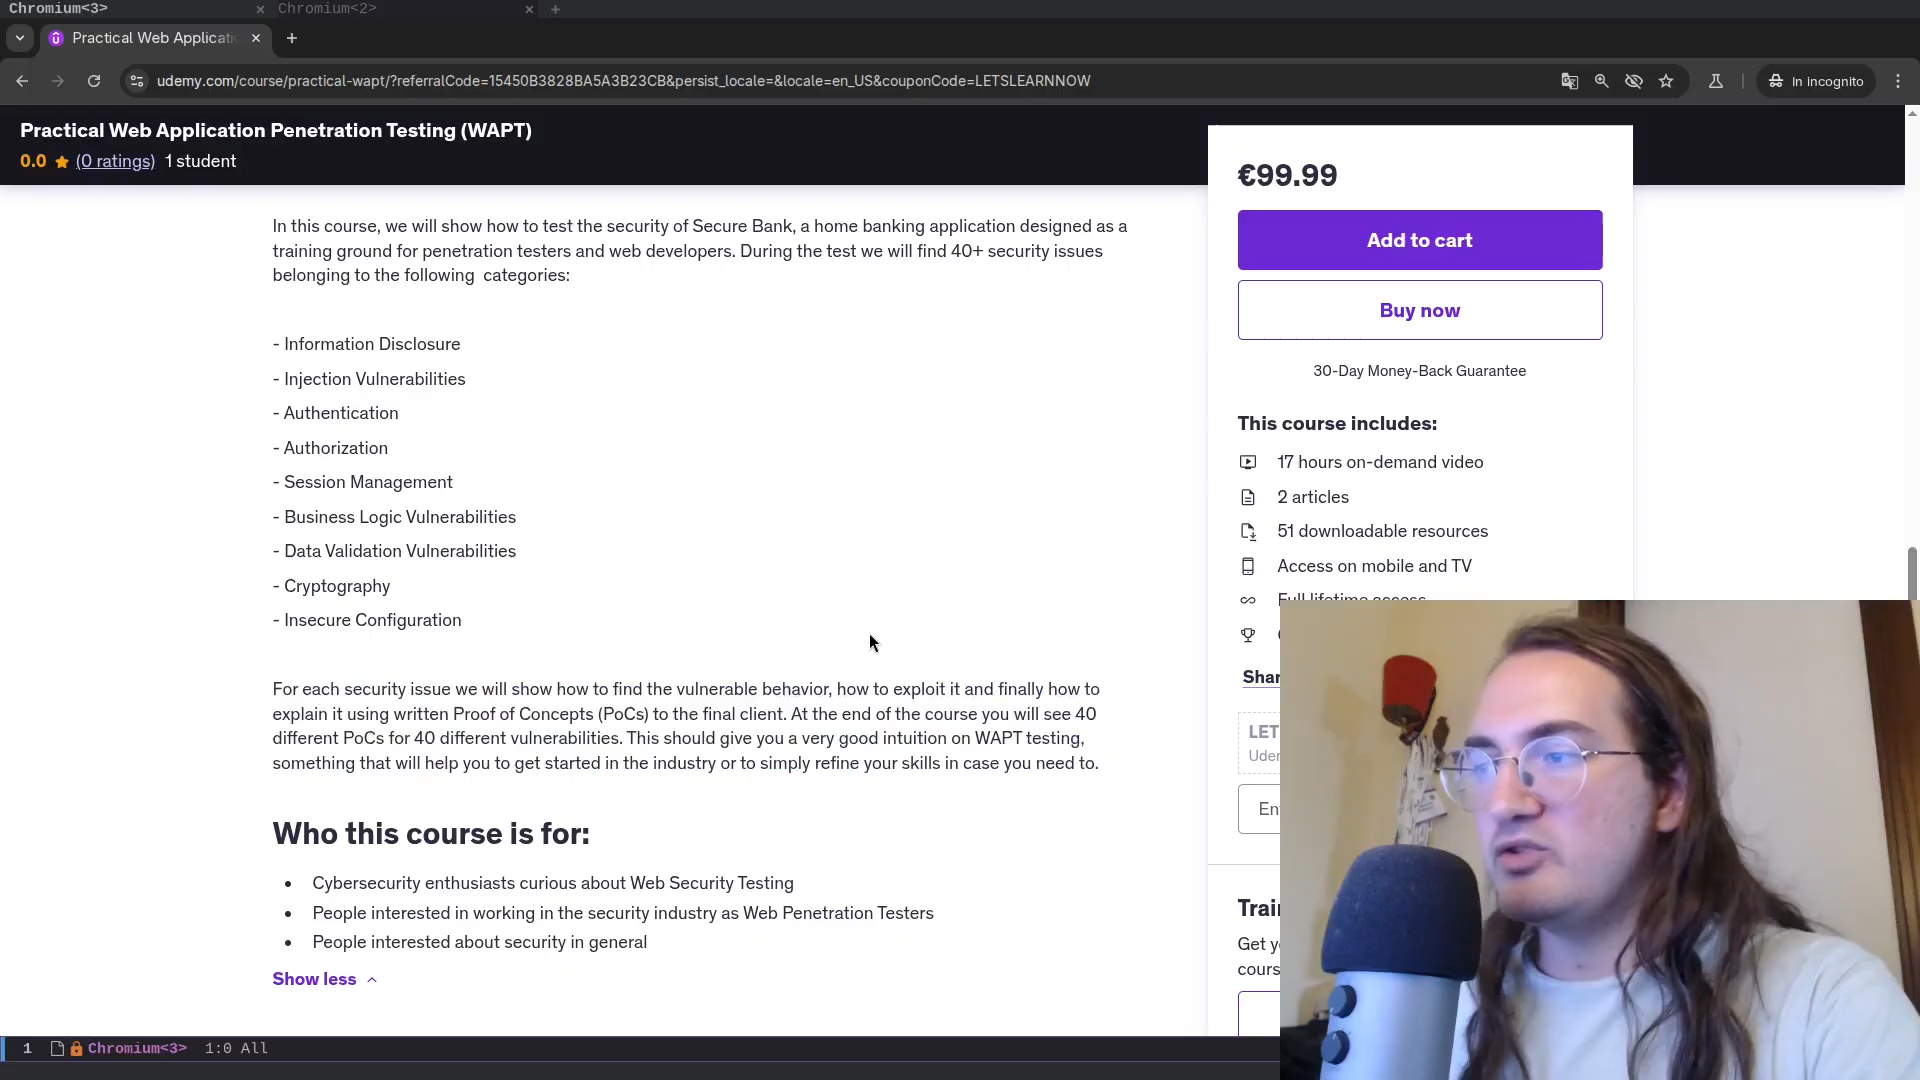 Chromium<3>
Chromium<2>
Practical Web Applicati
udemy.com/course/practical-wapt/?referralCode=15450B3828BA5A3B23CB&persist_locale=&locale=en_US&couponCode=LETSLEARNNOW
In incognito
Practical Web Application Penetration Testing (WAPT)
0.0 (0 ratings) 1 student
In this course, we will show how to test the security of Secure Bank, a home banking application designed as a
training ground for penetration testers and web developers. During the test we will find 40+ security issues
belonging to the following categories:
- Information Disclosure
- Injection Vulnerabilities
- Authentication
- Authorization
- Session Management
- Business Logic Vulnerabilities
- Data Validation Vulnerabilities
- Cryptography
- Insecure Configuration
For each security issue we will show how to find the vulnerable behavior, how to exploit it and finally how to
explain it using written Proof of Concepts (PoCs) to the final client. At the end of the course you will see 40
different PoCs for 40 different vulnerabilities. This should give you a very good intuition on WAPT testing,
something that will help you to get started in the industry or to simply refine your skills in case you need to.
Who this course is for:
• Cybersecurity enthusiasts curious about Web Security Testing
• People interested in working in the security industry as Web Penetration Testers
• People interested about security in general
Show less
€99.99
Add to cart
Buy now
30-Day Money-Back Guarantee
This course includes:
17 hours on-demand video
2 articles
51 downloadable resources
Access on mobile and TV
Full lifetime access
Shar
LET
Uder
Get y
cours
1 Chromium<3> 1:0 All